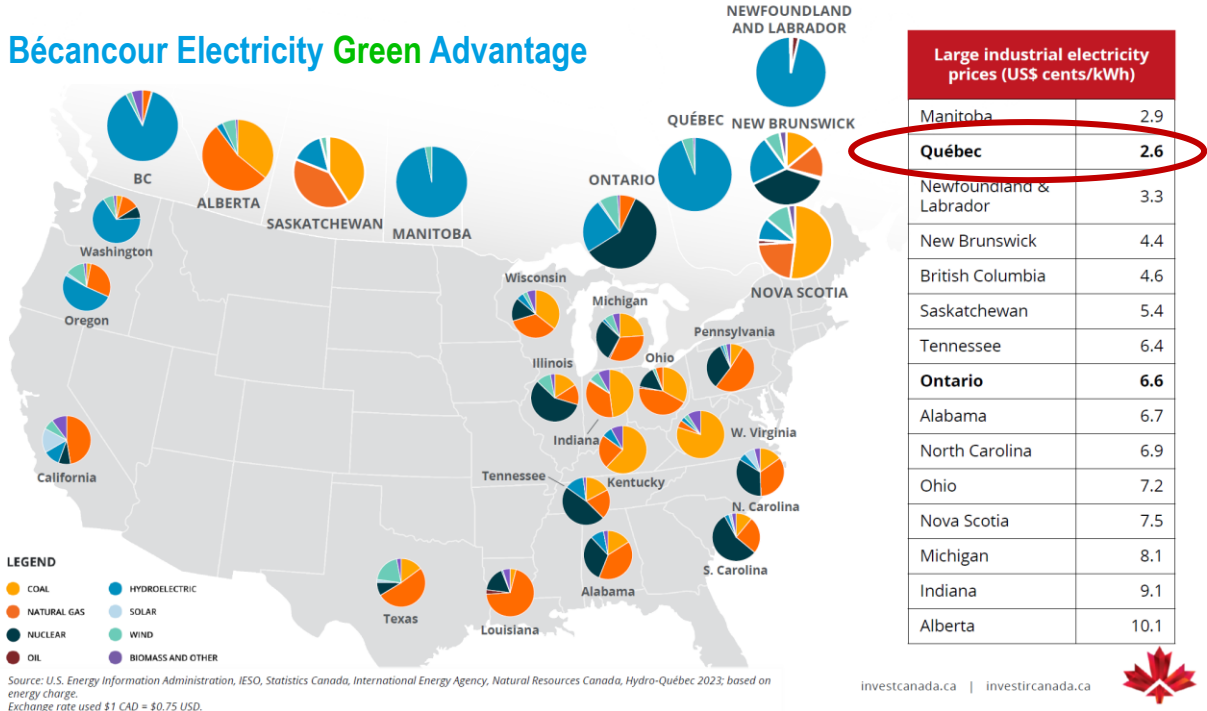 Bécancour Electricity Green Advantage
NEWFOUNDLAND
AND LABRADOR
QUÉBEC
NEW BRUNSWICK
BC
ALBERTA
SASKATCHEWAN
MANITOBA
ONTARIO
NOVA SCOTIA
Washington
Oregon
California
Wisconsin
Michigan
Pennsylvania
Illinois
Ohio
Indiana
W. Virginia
Kentucky
Tennessee
N. Carolina
S. Carolina
Alabama
Texas
Louisiana
LEGEND
COAL
HYDROELECTRIC
NATURAL GAS
SOLAR
NUCLEAR
WIND
OIL
BIOMASS AND OTHER
Source: U.S. Energy Information Administration, IESO, Statistics Canada, International Energy Agency, Natural Resources Canada, Hydro-Québec 2023; based on
energy charge.
Exchange rate used $1 CAD = $0.75 USD.
Large industrial electricity
prices (US$ cents/kWh)
Manitoba 2.9
Québec 2.6
Newfoundland &
Labrador 3.3
New Brunswick 4.4
British Columbia 4.6
Saskatchewan 5.4
Tennessee 6.4
Ontario 6.6
Alabama 6.7
North Carolina 6.9
Ohio 7.2
Nova Scotia 7.5
Michigan 8.1
Indiana 9.1
Alberta 10.1
investcanada.ca | investircanada.ca